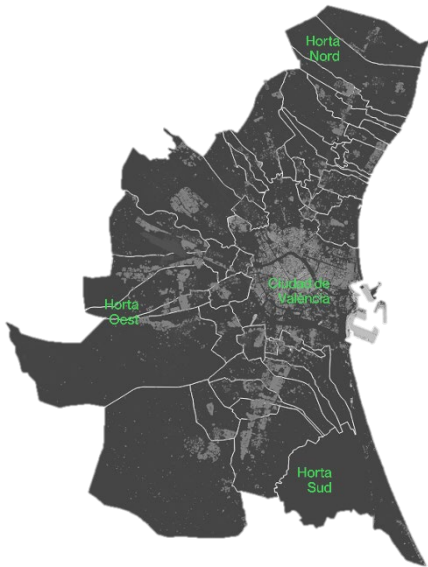 Horta
Nord
Ciudad de
Valencia
Horta
Oest
Horta
Sud